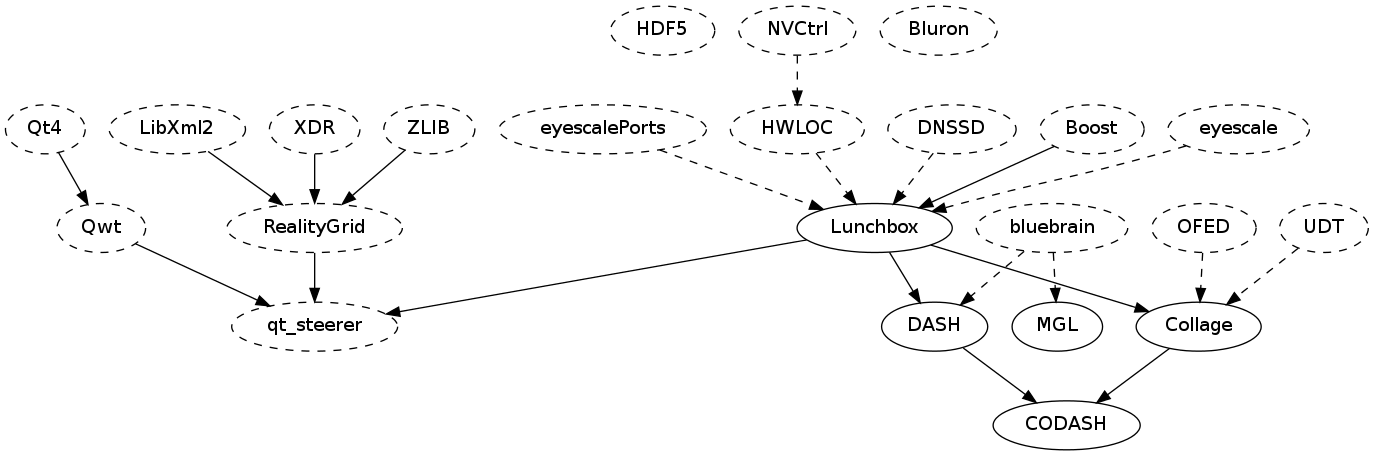 HDF5 NVCtrl Bluron
Qt4 LibXml2 XDR ZLIB eyescalePorts HWLOC DNSSD Boost eyescale
Qwt RealityGrid Lunchbox bluebrain OFED UDT
qt_steerer DASH MGL Collage
CODASH